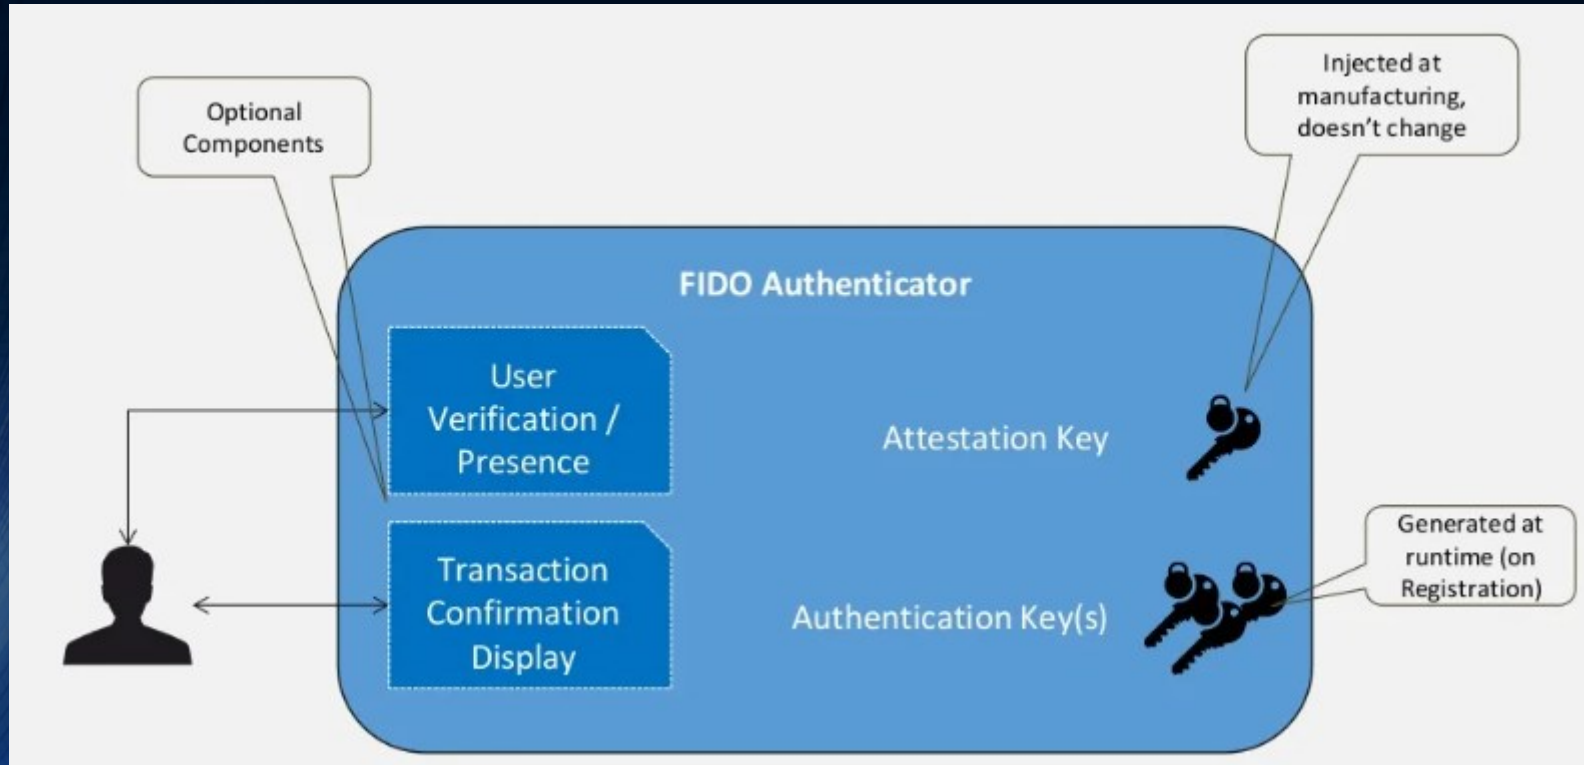 Optional
Components
Injected at
manufacturing,
doesn't change
FIDO Authenticator
User
Verification /
Presence
Attestation Key
Transaction
Confirmation
Display
Authentication Key(s)
Generated at
runtime (on
Registration)